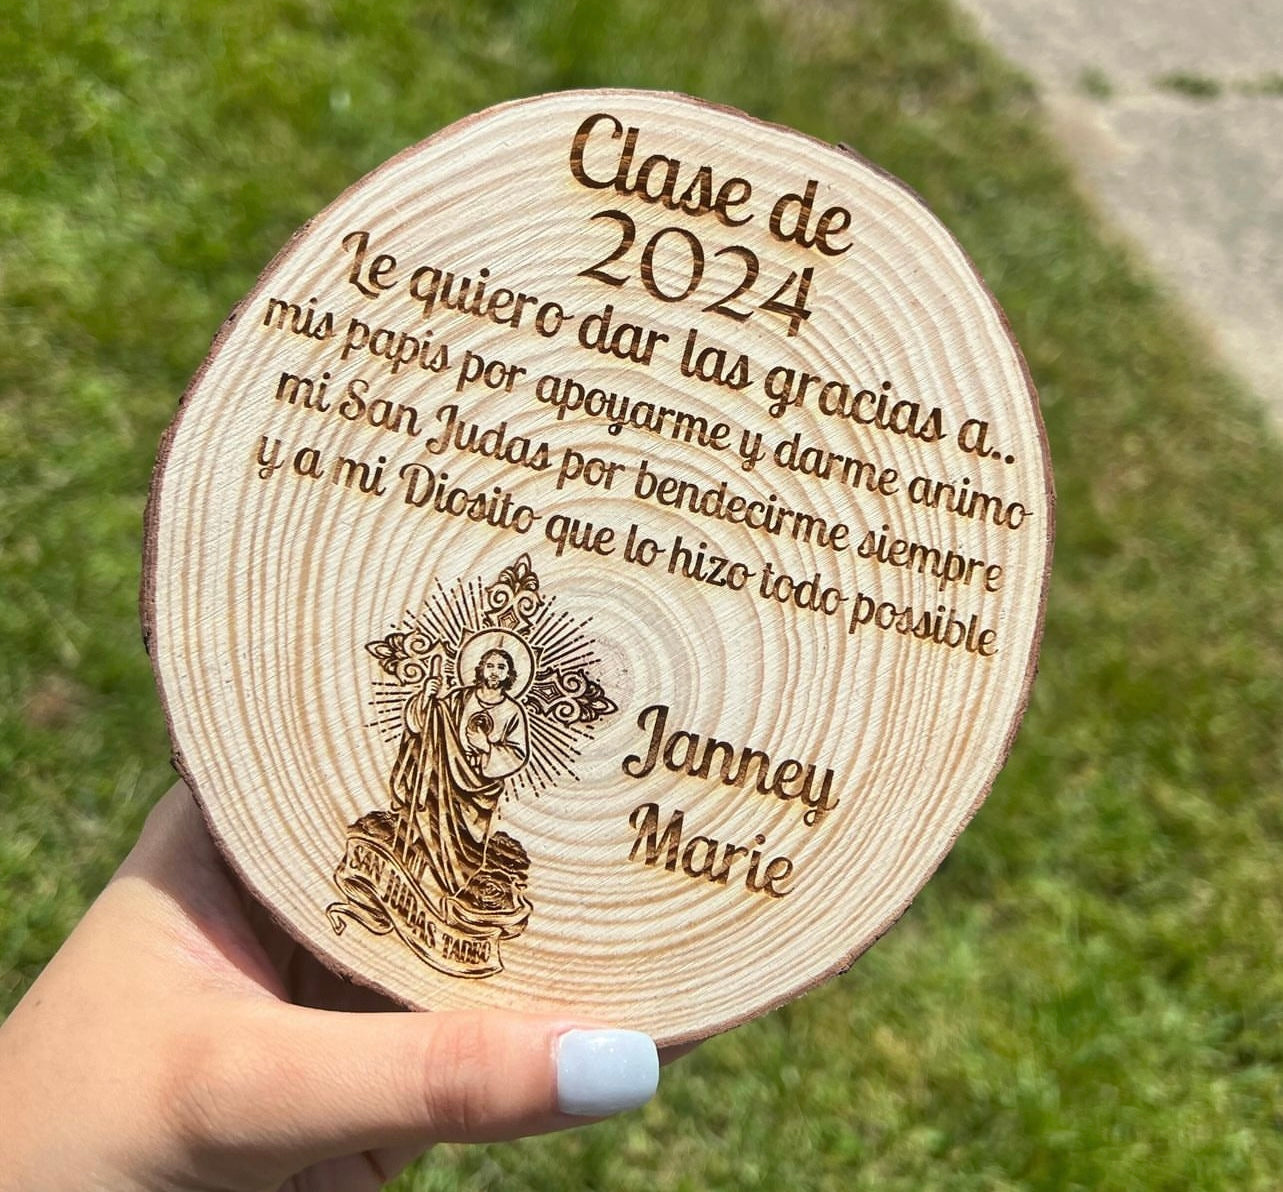 Clase de
2024
Le quiero dar las gracias a..
mis papis por apoyarme y darme animo
mi San Judas por bendecirme siempre
y a mi Diosito que lo hizo todo possible
Janney
Marie
SAN JUDAS TADEO